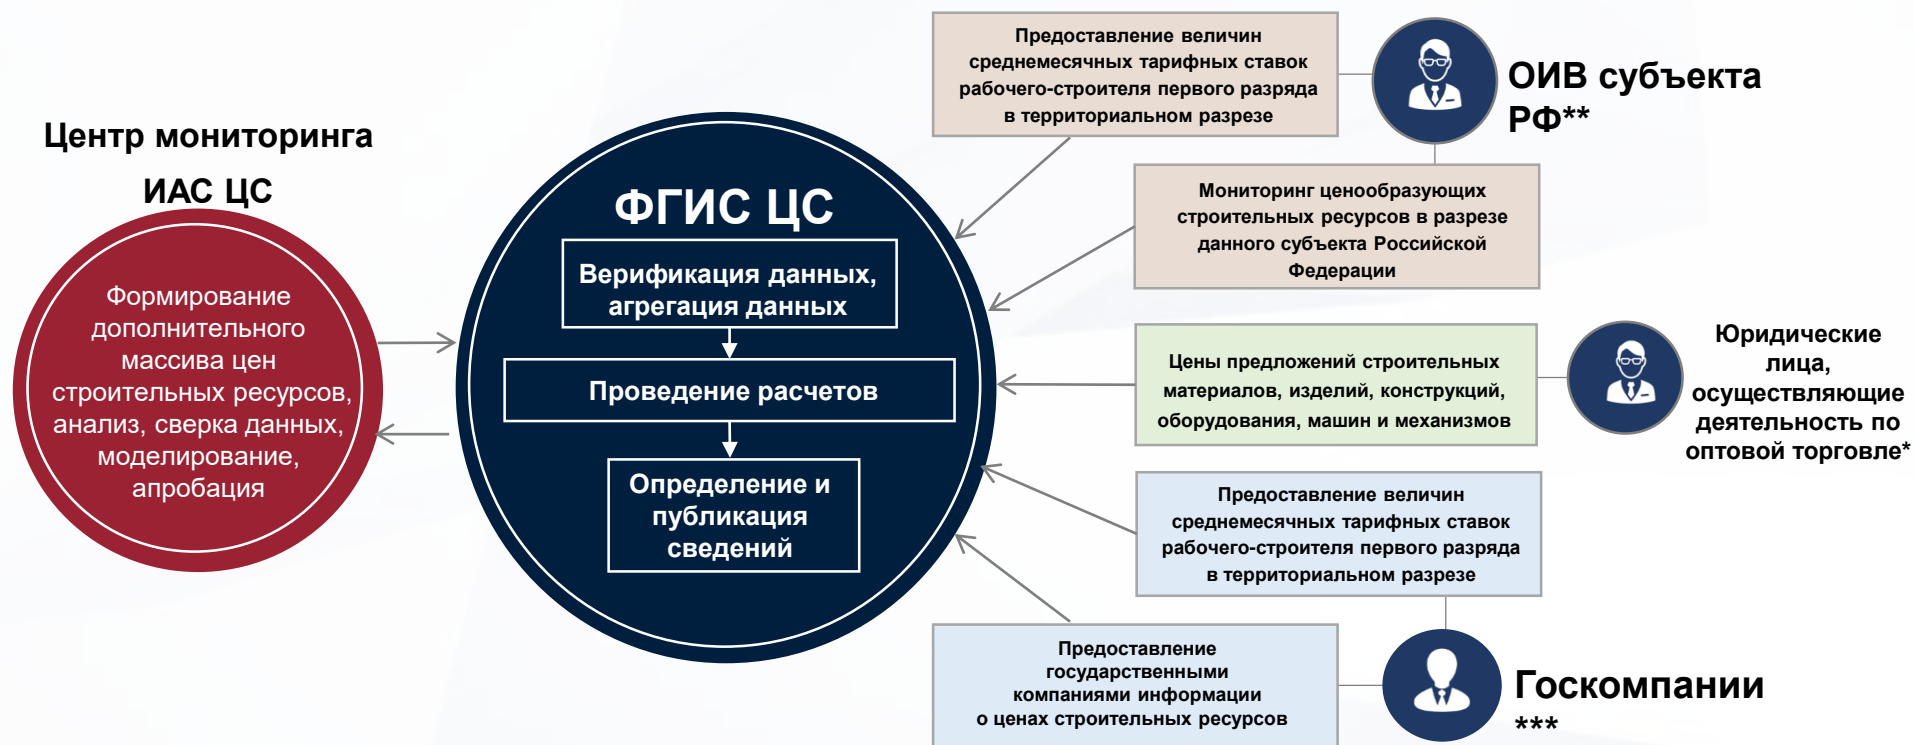 Центр мониторинга
ИАС ЦС
Формирование
дополнительного
массива цен
строительных ресурсов,
анализ, сверка данных,
моделирование,
апробация
ФГИС ЦС
Верификация данных,
агрегация данных
Проведение расчетов
Определение и
публикация
сведений
Предоставление величин
среднемесячных тарифных ставок
рабочего-строителя первого разряда
в территориальном разрезе
ОИВ субъекта
РФ**
Мониторинг ценообразующих
строительных ресурсов в разрезе
данного субъекта Российской
Федерации
Цены предложений строительных
материалов, изделий, конструкций,
оборудования, машин и механизмов
Юридические
лица,
осуществляющие
деятельность по
оптовой торговле*
Предоставление величин
среднемесячных тарифных ставок
рабочего-строителя первого разряда
в территориальном разрезе
Предоставление
государственными
компаниями информации
о ценах строительных ресурсов
Госкомпании
***